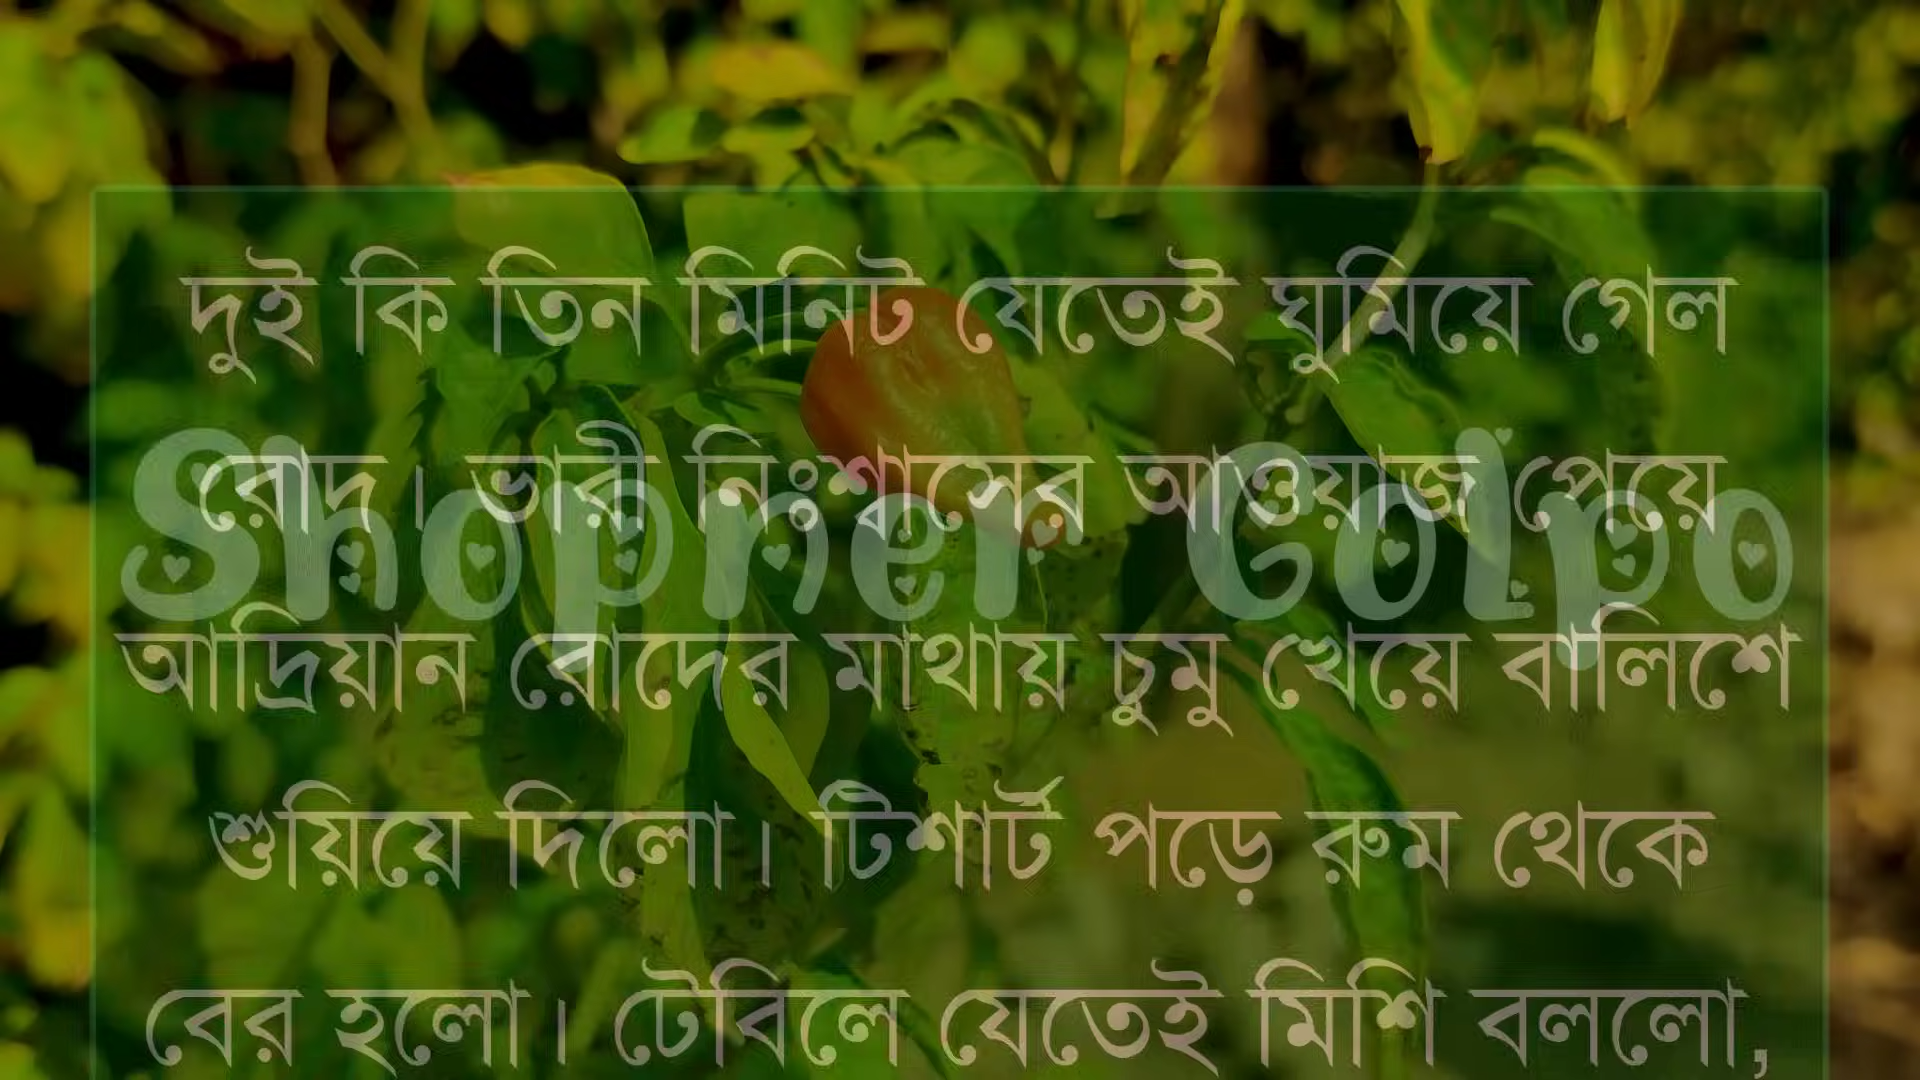 দুই কি তিন মিনিট যেতেই ঘুমিয়ে গেল
রোদ। ভারী নিঃশ্বাসের আওয়াজ পেয়ে
Shopner Golpo
আদ্রিয়ান রোদের মাথায় চুমু খেয়ে বালিশে
শুয়িয়ে দিলো। টিশার্ট পড়ে রুম থেকে
বের হলো। টেবিলে যেতেই মিশি বললো,